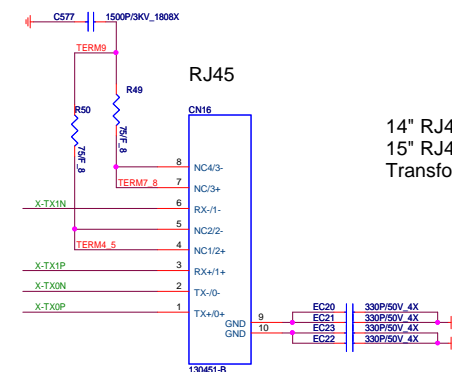 C577 1500P/3KV_1808X
TERM9
RJ45
R49
R50
CN16
75/F_8
75/F_8
14" RJ4
15" RJ4
Transfo
8 NC4/3-
TERM7_8 7 NC/3+
X-TX1N 6 RX-/1-
5 NC2/2-
TERM4_5 4 NC1/2+
X-TX1P 3 RX+/1+
X-TX0N 2 TX-/0-
X-TX0P 1 TX+/0+
GND 9
GND 10
EC20 330P/50V_4X
EC21 330P/50V_4X
EC23 330P/50V_4X
EC22 330P/50V_4X
130451-B